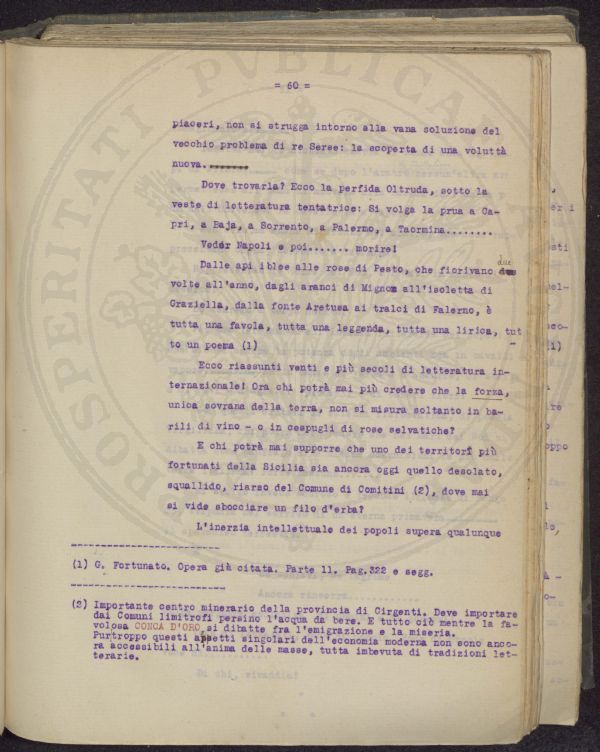 = 60 =
piaceri, non si strugga intorno alla vana soluzione del
vecchio problema di re Serse: la scoperta di una voluttà
nuova.
Dove trovarla? Ecco la perfida Oltruda, sotto la
veste di letteratura tentatrice: Si volga la prua a Ca-
pri, a Baja, a Sorrento, a Palermo, a Taormina........
Veder Napoli e poi....... morire!
due
Dalle api iblee alle rose di Pesto, che fiorivano
volte all'anno, dagli aranci di Mignon all'isoletta di
Graziella, dalla fonte Aretusa ai tralci di Falerno, è
tutta una favola, tutta una leggenda, tutta una lirica, tut
to un poema (1)
Ecco riassunti venti e più secoli di letteratura in-
ternazionale! Ora chi potrà mai più credere che la forza,
unica sovrana della terra, non si misura soltanto in ba-
rili di vino - o in cespugli di rose selvatiche?
E chi potrà mai supporre che uno dei territorî più
fortunati della Sicilia sia ancora oggi quello desolato,
squallido, riarso del Comune di Comitini (2), dove mai
si vide sbocciare un filo d'erba?
L'inerzia intellettuale dei popoli supera qualunque
(1) G. Fortunato. Opera già citata. Parte 11. Pag.322 e segg.
(2) Importante centro minerario della provincia di Girgenti. Deve importare
dai Comuni limitrofi persino l'acqua da bere. E tutto ciò mentre la fa-
volosa CONCA D'ORO si dibatte fra l'emigrazione e la miseria.
Purtroppo questi aspetti singolari dell'economia moderna non sono anco-
ra accessibili all'anima delle masse, tutta imbevuta di tradizioni let-
terarie.